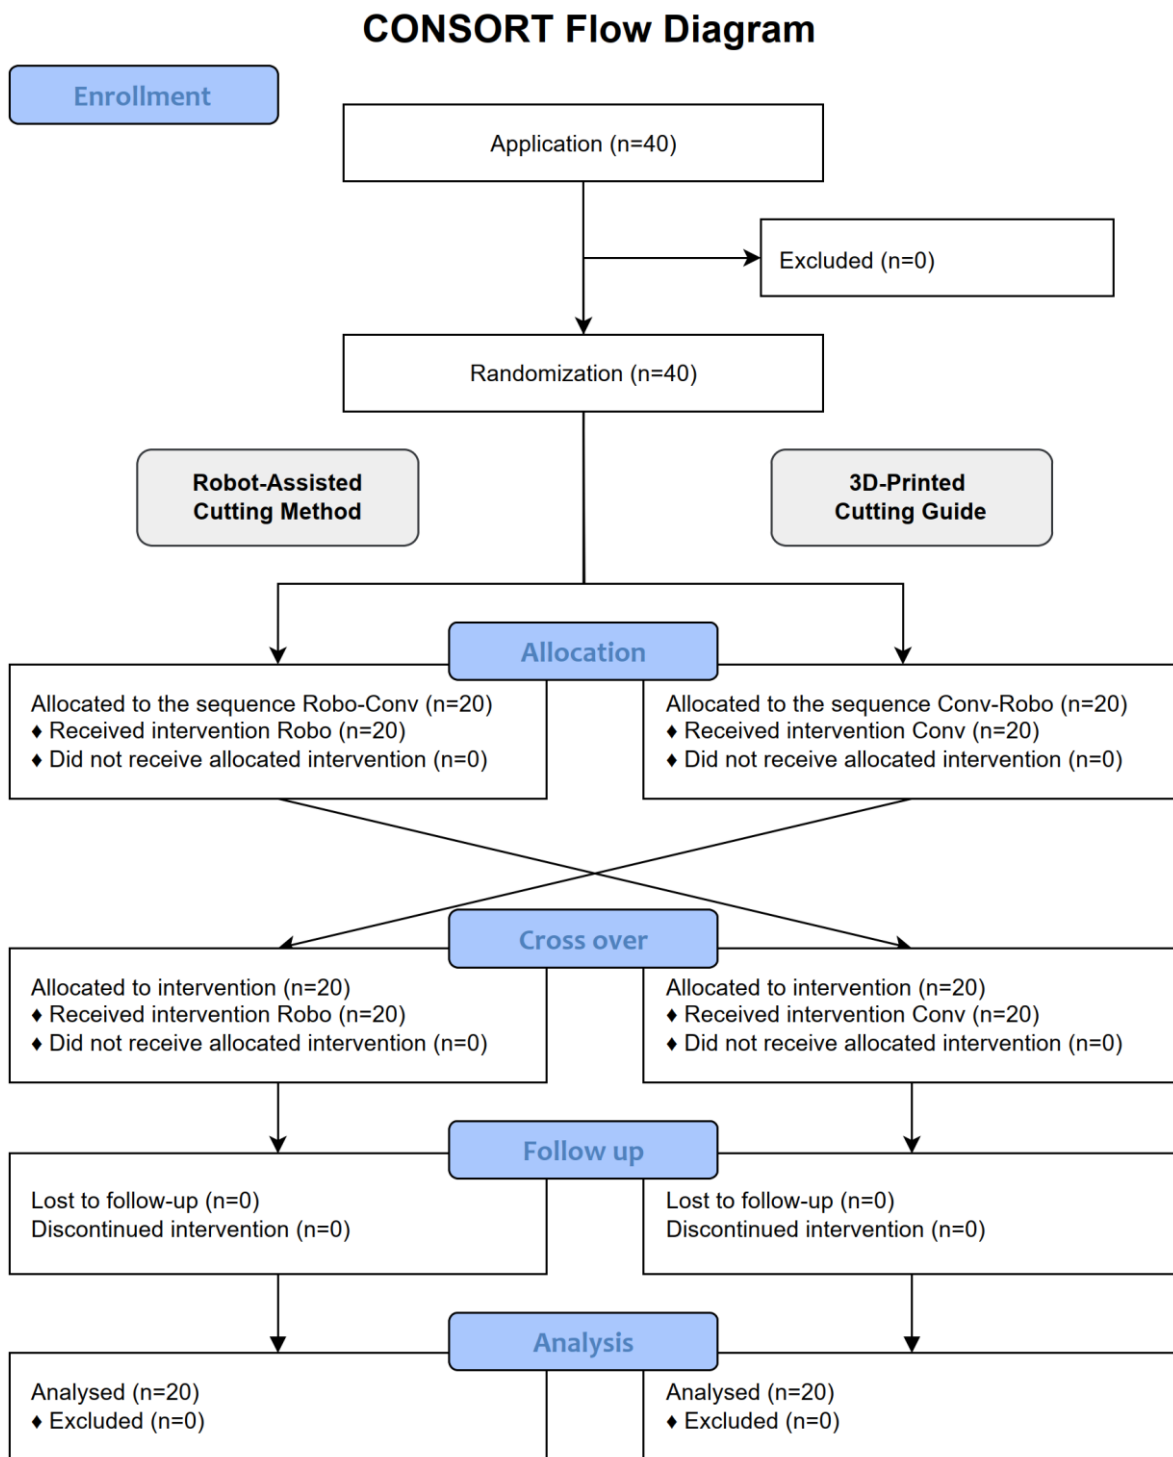 CONSORT Flow Diagram
Enrollment
Application (n=40)
Excluded (n=0)
Randomization (n=40)
Robot-Assisted
Cutting Method
3D-Printed
Cutting Guide
Allocation
Allocated to the sequence Robo-Conv (n=20)
♦ Received intervention Robo (n=20)
♦ Did not receive allocated intervention (n=0)
Allocated to the sequence Conv-Robo (n=20)
♦ Received intervention Conv (n=20)
♦ Did not receive allocated intervention (n=0)
Cross over
Allocated to intervention (n=20)
♦ Received intervention Robo (n=20)
♦ Did not receive allocated intervention (n=0)
Allocated to intervention (n=20)
♦ Received intervention Conv (n=20)
♦ Did not receive allocated intervention (n=0)
Follow up
Lost to follow-up (n=0)
Discontinued intervention (n=0)
Lost to follow-up (n=0)
Discontinued intervention (n=0)
Analysis
Analysed (n=20)
♦ Excluded (n=0)
Analysed (n=20)
♦ Excluded (n=0)